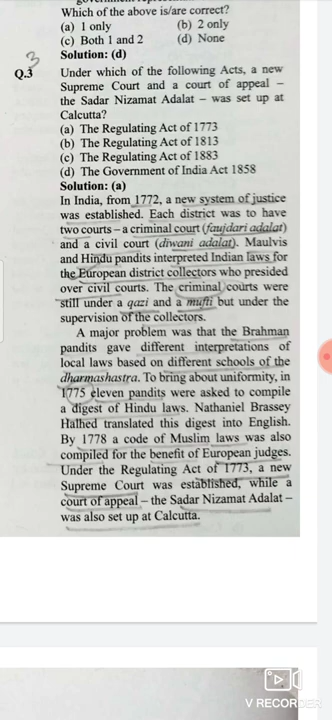 Which of the above is/are correct?
(a) 1 only (b) 2 only
(c) Both 1 and 2 (d) None
Solution: (d)
3
Q.3 Under which of the following Acts, a new
Supreme Court and a court of appeal –
the Sadar Nizamat Adalat – was set up at
Calcutta?
(a) The Regulating Act of 1773
(b) The Regulating Act of 1813
(c) The Regulating Act of 1883
(d) The Government of India Act 1858
Solution: (a)
In India, from 1772, a new system of justice
was established. Each district was to have
two courts – a criminal court (faujdari adalat)
and a civil court (diwani adalat). Maulvis
and Hindu pandits interpreted Indian laws for
the European district collectors who presided
over civil courts. The criminal courts were
still under a qazi and a mufti but under the
supervision of the collectors.
A major problem was that the Brahman
pandits gave different interpretations of
local laws based on different schools of the
dharmashastra. To bring about uniformity, in
1775 eleven pandits were asked to compile
a digest of Hindu laws. Nathaniel Brassey
Halhed translated this digest into English.
By 1778 a code of Muslim laws was also
compiled for the benefit of European judges.
Under the Regulating Act of 1773, a new
Supreme Court was established, while a
court of appeal – the Sadar Nizamat Adalat –
was also set up at Calcutta.
V RECORDER